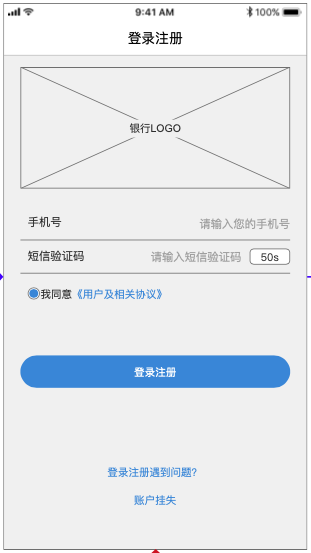 9:41 AM
100%
登录注册
银行LOGO
手机号 请输入您的手机号
短信验证码 请输入短信验证码 50s
我同意《用户及相关协议》
登录注册
登录注册遇到问题?
账户挂失